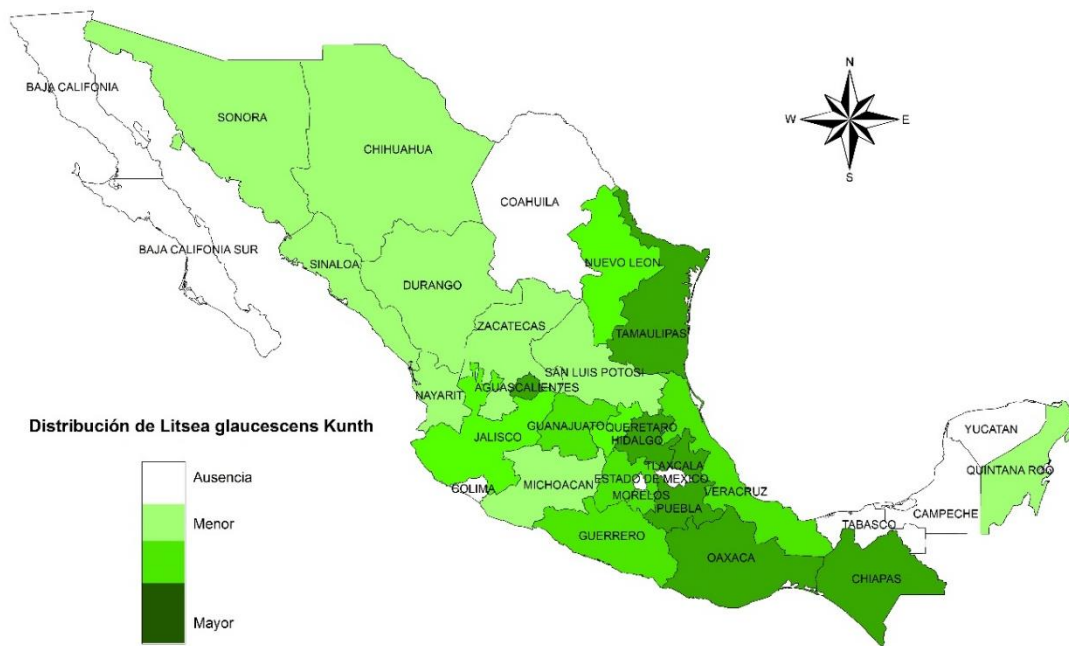 N
W
E
S
BAJA CALIFONIA
SONORA
CHIHUAHUA
COAHUILA
BAJA CALIFONIA SUR
SINALOA
DURANGO
NUEVO LEON
TAMAULIPAS
ZACATECAS
SAN LUIS POTOSI
NAYARIT
AGUASCALIENTES
JALISCO
GUANAJUATO
QUERETARO
HIDALGO
TLAXCALA
ESTADO DE MEXICO
COLIMA
MICHOACAN
MORELOS
PUEBLA
VERACRUZ
GUERRERO
OAXACA
YUCATAN
QUINTANA ROO
CAMPECHE
TABASCO
CHIAPAS
Distribución de Litsea glaucescens Kunth
Ausencia
Menor
Mayor